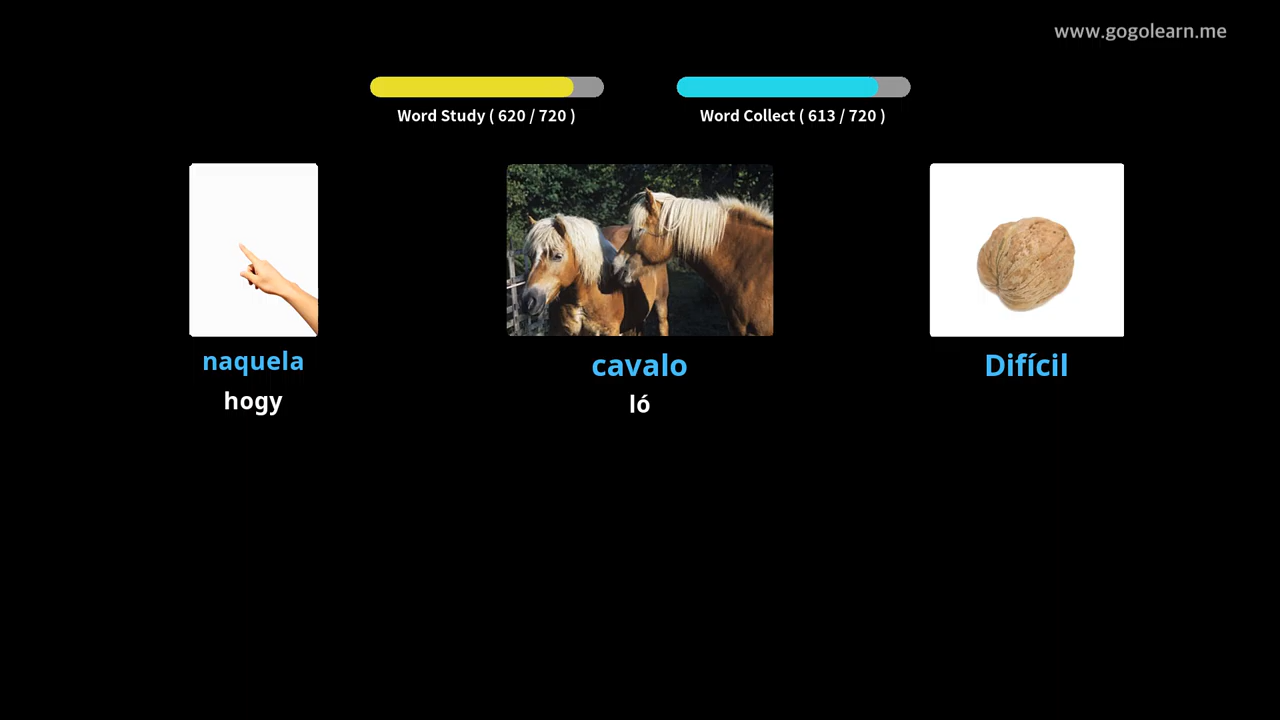 www.gogolearn.me
Word Study ( 620 / 720 )
Word Collect ( 613 / 720 )
naquela
hogy
cavalo
ló
Difícil